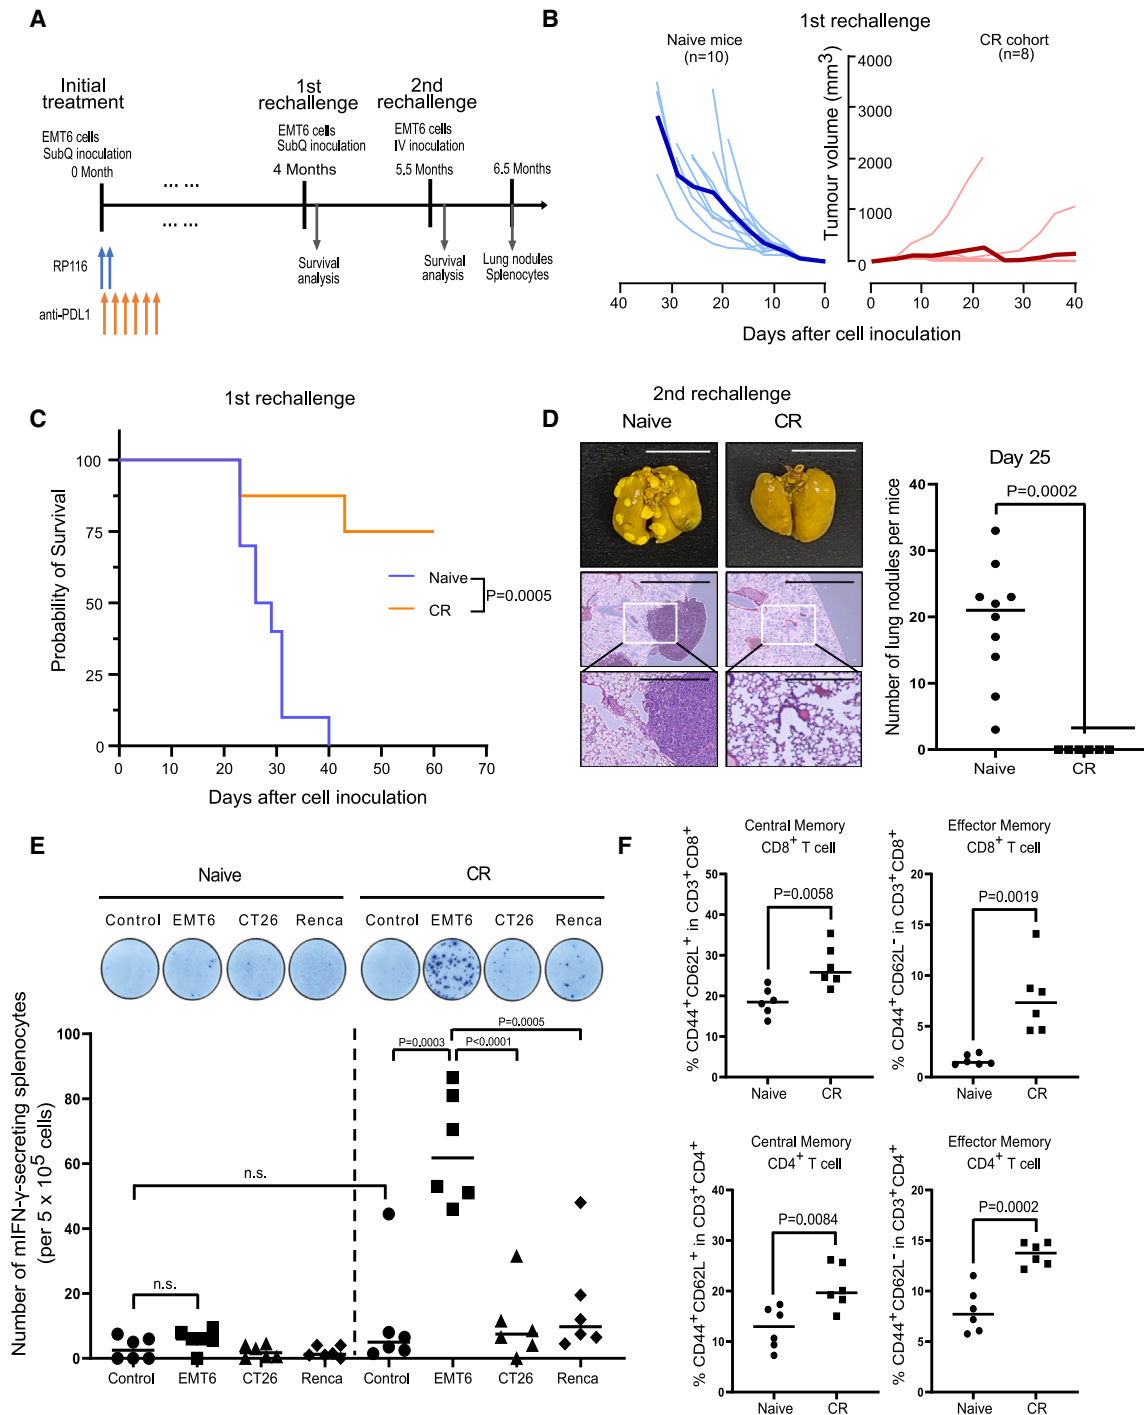 A
Initial
treatment
1st
rechallenge
2nd
rechallenge
EMT6 cells
SubQ inoculation
0 Month
EMT6 cells
SubQ inoculation
4 Months
EMT6 cells
IV inoculation
5.5 Months
6.5 Months
... ...
... ...
RP116
anti-PDL1
Survival
analysis
Survival
analysis
Lung nodules
Splenocytes
B
1st rechallenge
Naive mice
(n=10)
CR cohort
(n=8)
Tumour volume (mm³)
4000
3000
2000
1000
0
40 30 20 10 0
0 10 20 30 40
Days after cell inoculation
C
1st rechallenge
Probability of Survival
100
75
50
25
0
0 10 20 30 40 50 60 70
Days after cell inoculation
Naive
CR
P=0.0005
D
2nd rechallenge
Naive CR
Day 25
P=0.0002
Number of lung nodules per mice
40
30
20
10
0
Naive CR
E
Naive CR
Control EMT6 CT26 Renca Control EMT6 CT26 Renca
Number of mIFN-γ-secreting splenocytes
(per 5 x 10⁵ cells)
100
80
60
40
20
0
n.s.
n.s.
P=0.0003
P<0.0001
P=0.0005
Control EMT6 CT26 Renca Control EMT6 CT26 Renca
F
Central Memory
CD8⁺ T cell
% CD44⁺CD62L⁺ in CD3⁺CD8⁺
50
40
30
20
10
0
P=0.0058
Naive CR
Effector Memory
CD8⁺ T cell
% CD44⁺CD62L⁻ in CD3⁺CD8⁺
20
15
10
5
0
P=0.0019
Naive CR
Central Memory
CD4⁺ T cell
% CD44⁺CD62L⁺ in CD3⁺CD4⁺
40
30
20
10
0
P=0.0084
Naive CR
Effector Memory
CD4⁺ T cell
% CD44⁺CD62L⁻ in CD3⁺CD4⁺
20
15
10
5
0
P=0.0002
Naive CR